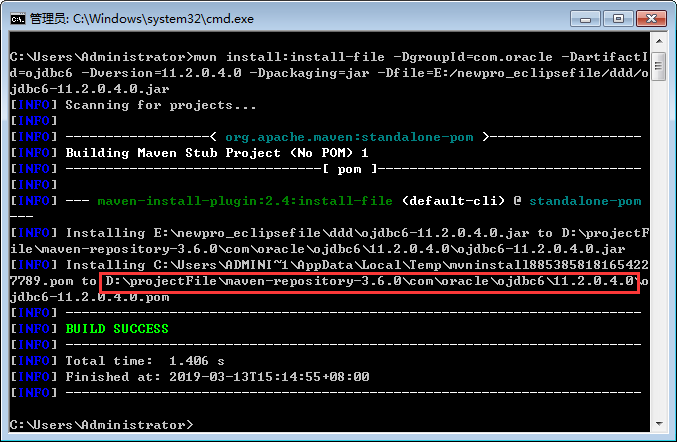 管理员: C:\Windows\system32\cmd.exe
C:\Users\Administrator>mvn install:install-file -DgroupId=com.oracle -DartifactI
d=ojdbc6 -Dversion=11.2.0.4.0 -Dpackaging=jar -Dfile=E:/newpro_eclipsefile/ddd/o
jdbc6-11.2.0.4.0.jar
[INFO] Scanning for projects...
[INFO]
[INFO] ------------------< org.apache.maven:standalone-pom >-------------------
[INFO] Building Maven Stub Project (No POM) 1
[INFO] --------------------------------[ pom ]---------------------------------
[INFO]
[INFO] --- maven-install-plugin:2.4:install-file (default-cli) @ standalone-pom
---
[INFO] Installing E:\newpro_eclipsefile\ddd\ojdbc6-11.2.0.4.0.jar to D:\projectF
ile\maven-repository-3.6.0\com\oracle\ojdbc6\11.2.0.4.0\ojdbc6-11.2.0.4.0.jar
[INFO] Installing C:\Users\ADMINI~1\AppData\Local\Temp\mvninstall885385818165422
7789.pom to D:\projectFile\maven-repository-3.6.0\com\oracle\ojdbc6\11.2.0.4.0\o
jdbc6-11.2.0.4.0.pom
[INFO] ------------------------------------------------------------------------
[INFO] BUILD SUCCESS
[INFO] ------------------------------------------------------------------------
[INFO] Total time:  1.406 s
[INFO] Finished at: 2019-03-13T15:14:55+08:00
[INFO] ------------------------------------------------------------------------
C:\Users\Administrator>